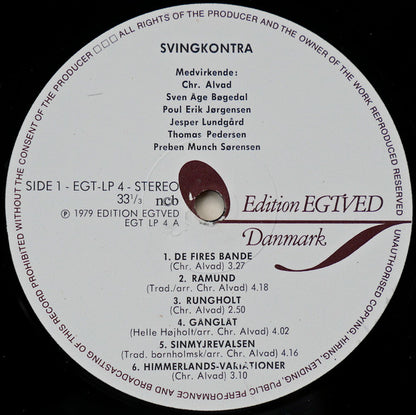 ALL RIGHTS OF THE PRODUCER AND THE OWNER OF THE WORK REPRODUCED RESERVED
UNAUTHORISED COPYING, HIRING, LENDING, PUBLIC PERFORMANCE AND BROADCASTING OF THIS RECORD PROHIBITED WITHOUT THE CONSENT OF THE PRODUCER □□□
SVINGKONTRA
Medvirkende:
Chr. Alvad
Sven Åge Bøgedal
Poul Erik Jørgensen
Jesper Lundgård
Thomas Pedersen
Preben Munch Sørensen
SIDE 1 - EGT-LP 4 - STEREO
33 1/3 ncb
℗ 1979 EDITION EGTVED
EGT LP 4 A
Edition EGTVED
Danmark
1. DE FIRES BANDE
(Chr. Alvad) 3.27
2. RAMUND
(Trad./arr. Chr. Alvad) 4.18
3. RUNGHOLT
(Chr. Alvad) 2.50
4. GANGLAT
(Helle Højholt/arr. Chr. Alvad) 4.02
5. SINMYJREVALSEN
(Trad. bornholmsk/arr. Chr. Alvad) 4.16
6. HIMMERLANDS-VARIATIONER
(Chr. Alvad) 3.10